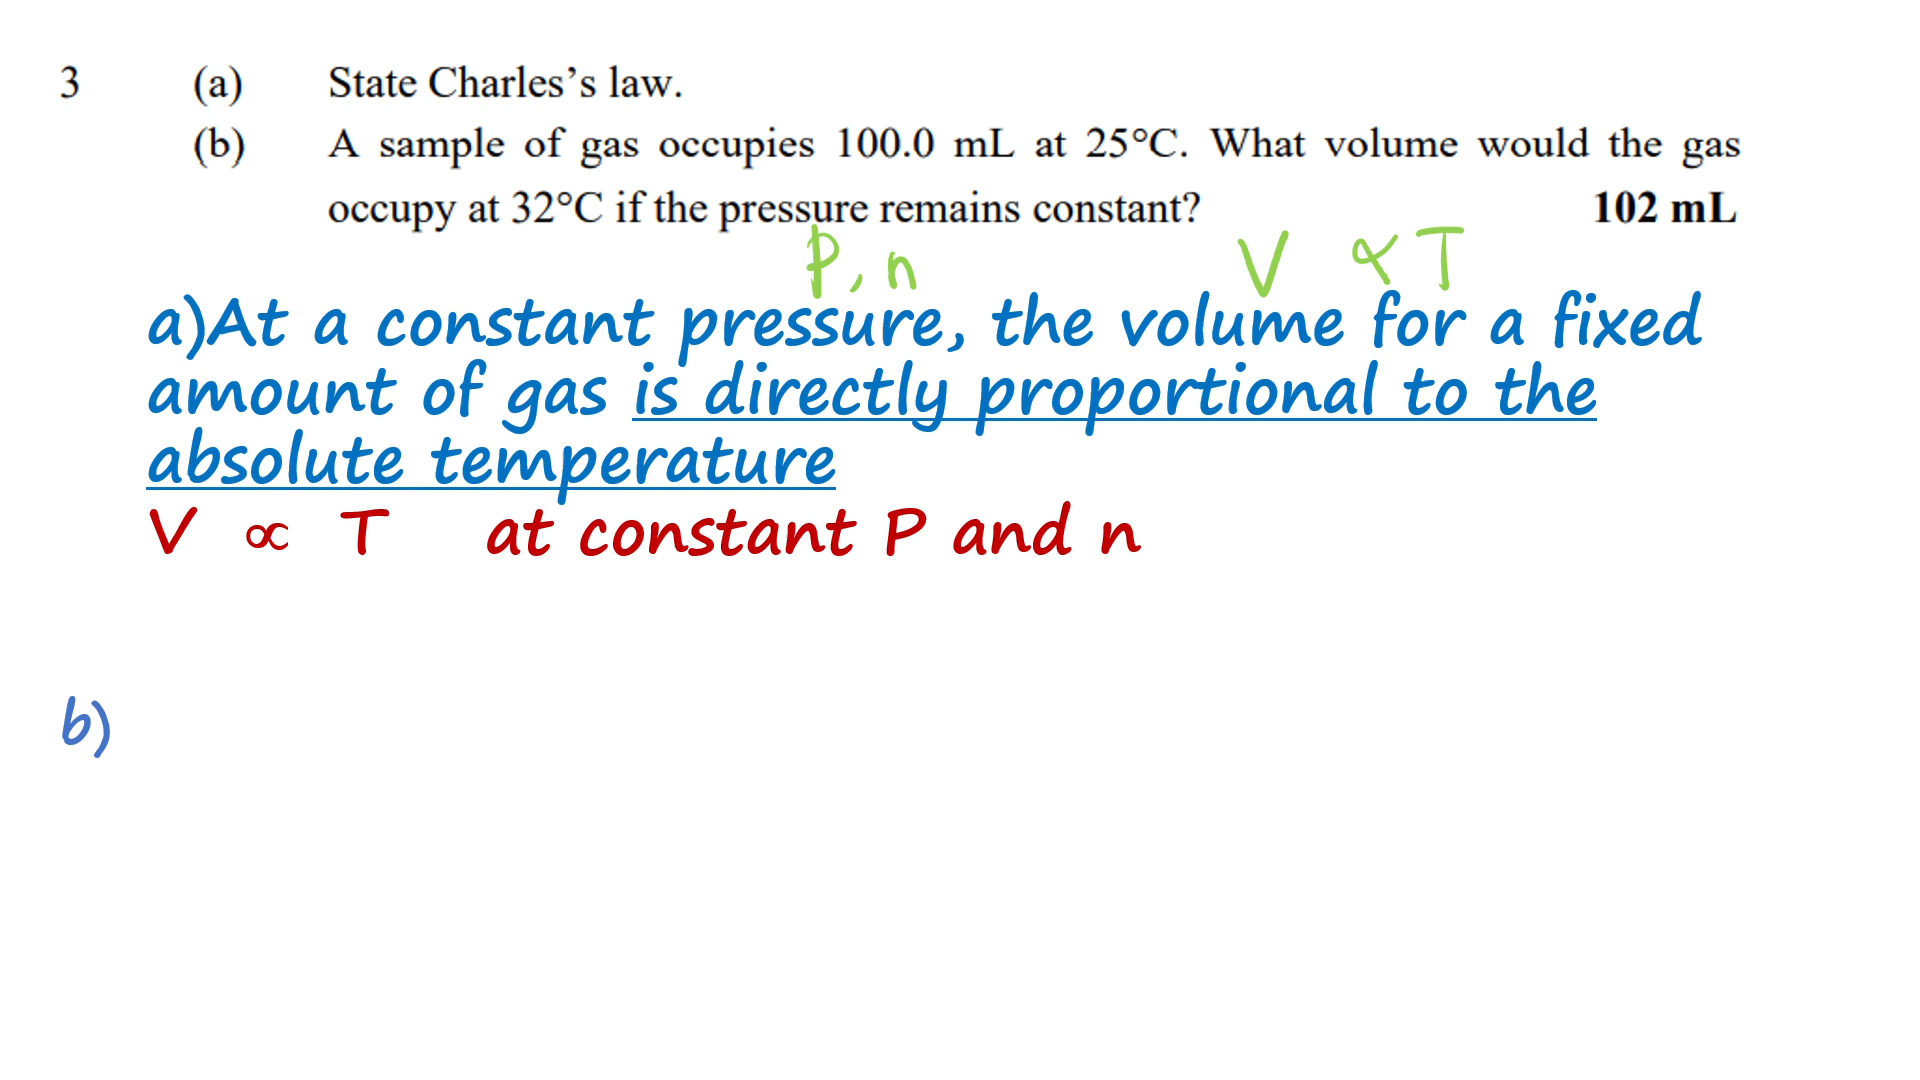 3 (a) State Charles’s law.
(b) A sample of gas occupies 100.0 mL at 25°C. What volume would the gas
occupy at 32°C if the pressure remains constant? 102 mL
P, n V ∝ T
a)At a constant pressure, the volume for a fixed
amount of gas is directly proportional to the
absolute temperature
V ∝ T at constant P and n
b)